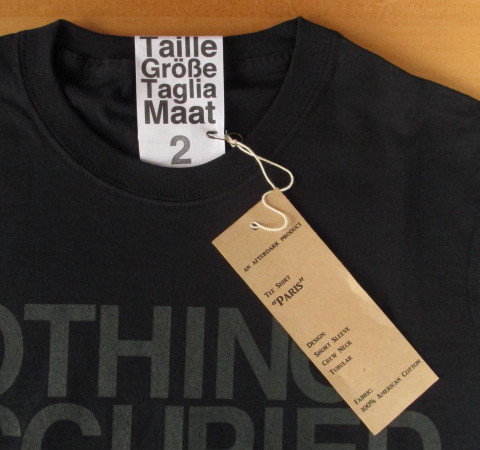 Taille
Größe
Taglia
Maat
2
AN AFTERDARK PRODUCT
TEE SHIRT
"PARIS"
DESIGN:
SHORT SLEEVE
CREW NECK
TUBULAR
FABRIC:
100% AMERICAN COTTON
OTHING
CCUPIED